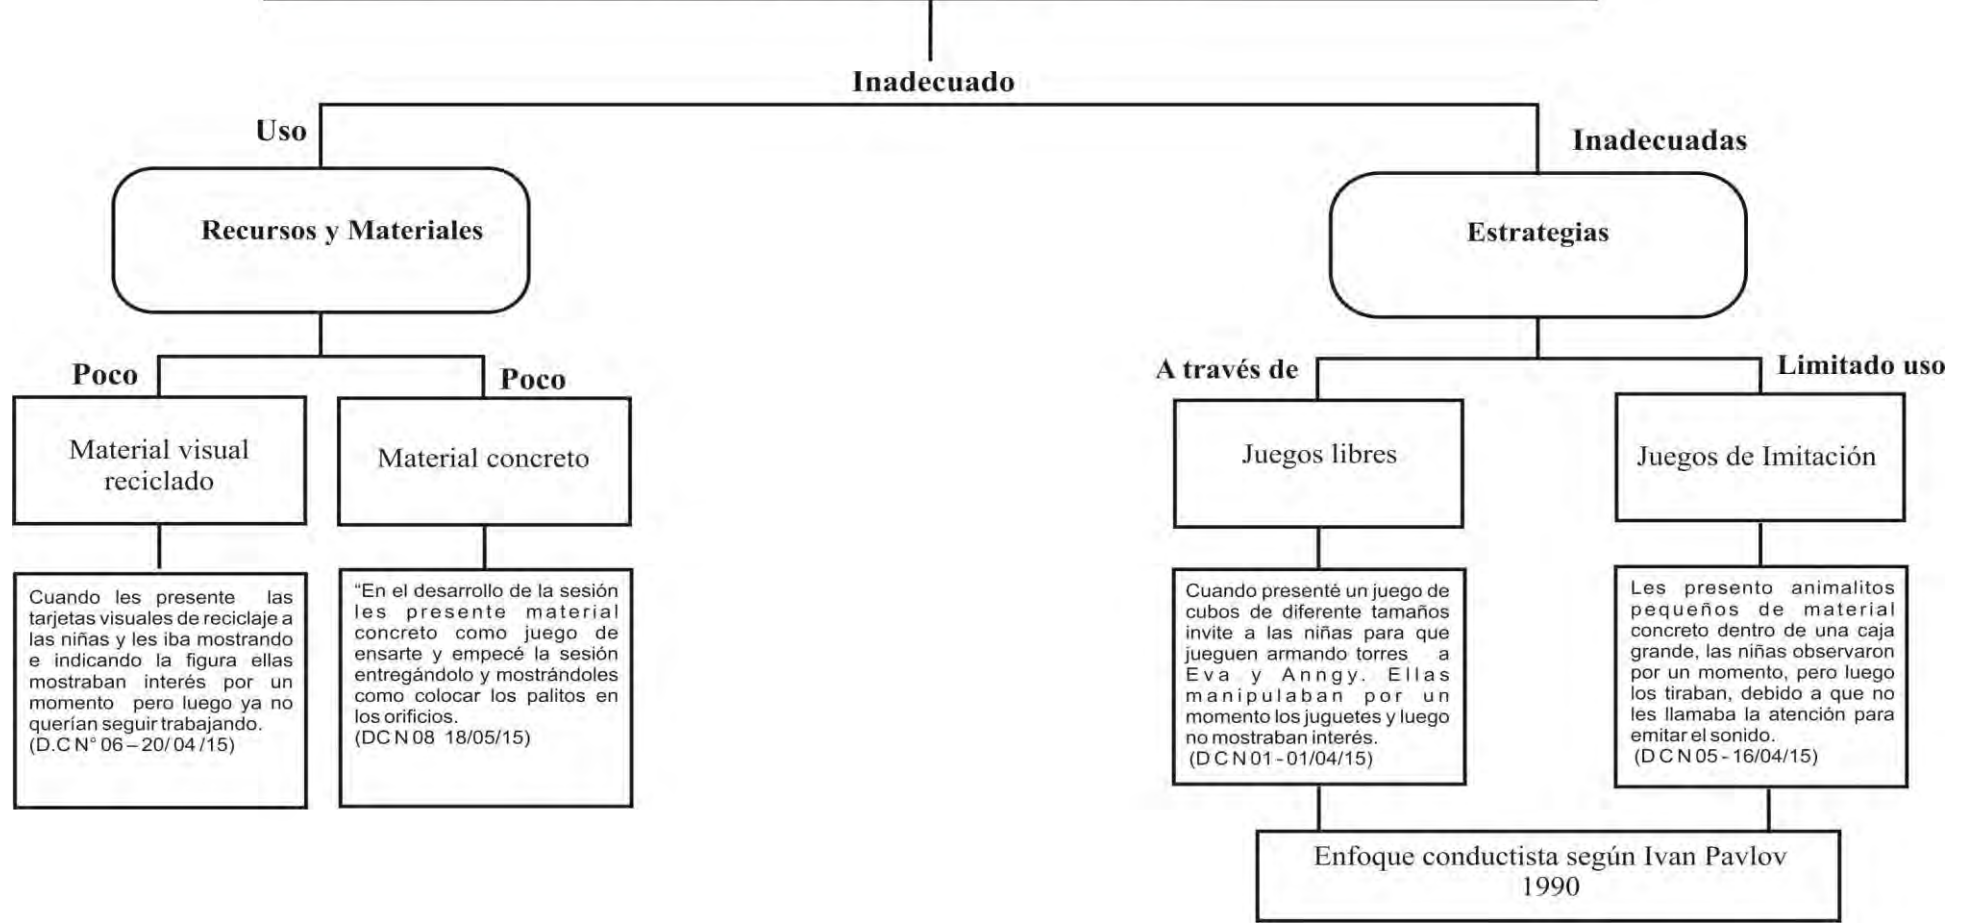 Inadecuado
Uso
Inadecuadas
Recursos y Materiales
Estrategias
Poco
Poco
A través de
Limitado uso
Material visual
reciclado
Material concreto
Juegos libres
Juegos de Imitación
Cuando les presente las
tarjetas visuales de reciclaje a
las niñas y les iba mostrando
e indicando la figura ellas
mostraban interés por un
momento pero luego ya no
querían seguir trabajando.
(D.C N° 06 – 20/ 04 /15)
“En el desarrollo de la sesión
les presente material
concreto como juego de
ensarte y empecé la sesión
entregándolo y mostrándoles
como colocar los palitos en
los orificios.
(DC N 08 18/05/15)
Cuando presenté un juego de
cubos de diferente tamaños
invite a las niñas para que
jueguen armando torres a
Eva y Anngy. Ellas
manipulaban por un
momento los juguetes y luego
no mostraban interés.
(D C N 01 - 01/04/15)
Les presento animalitos
pequeños de material
concreto dentro de una caja
grande, las niñas observaron
por un momento, pero luego
los tiraban, debido a que no
les llamaba la atención para
emitar el sonido.
(D C N 05 - 16/04/15)
Enfoque conductista según Ivan Pavlov
1990